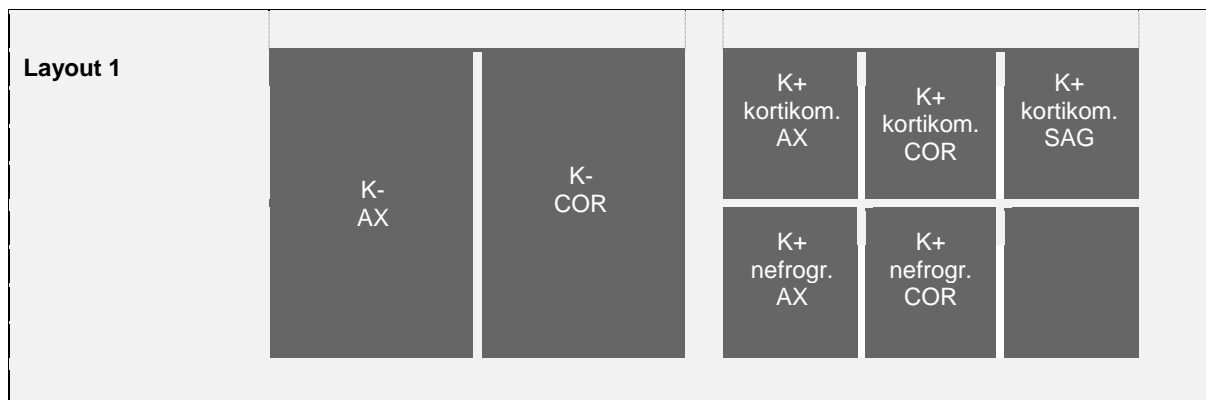 Layout 1
K-
AX
K-
COR
K+
kortikom.
AX
K+
kortikom.
COR
K+
kortikom.
SAG
K+
nefrogr.
AX
K+
nefrogr.
COR